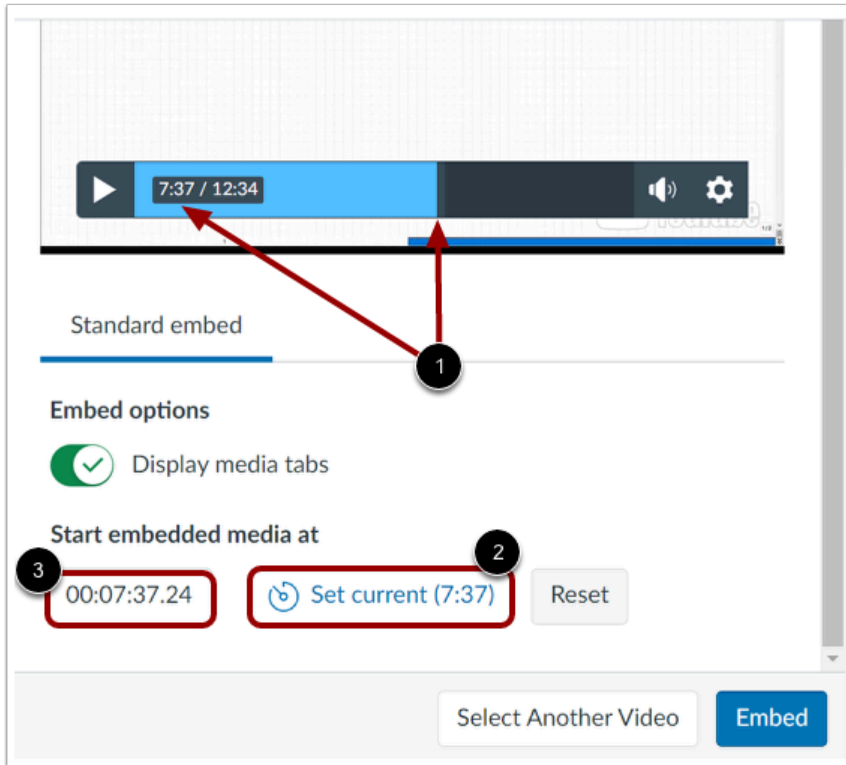 7:37 / 12:34
1
Standard embed
Embed options
Display media tabs
Start embedded media at
2
3
00:07:37.24 Set current (7:37) Reset
Select Another Video Embed